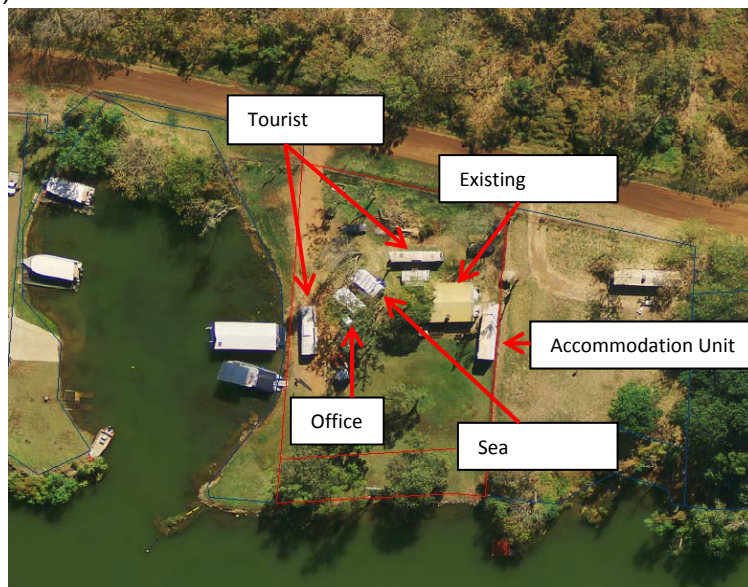 )
Tourist
Existing
Accommodation Unit
Office
Sea